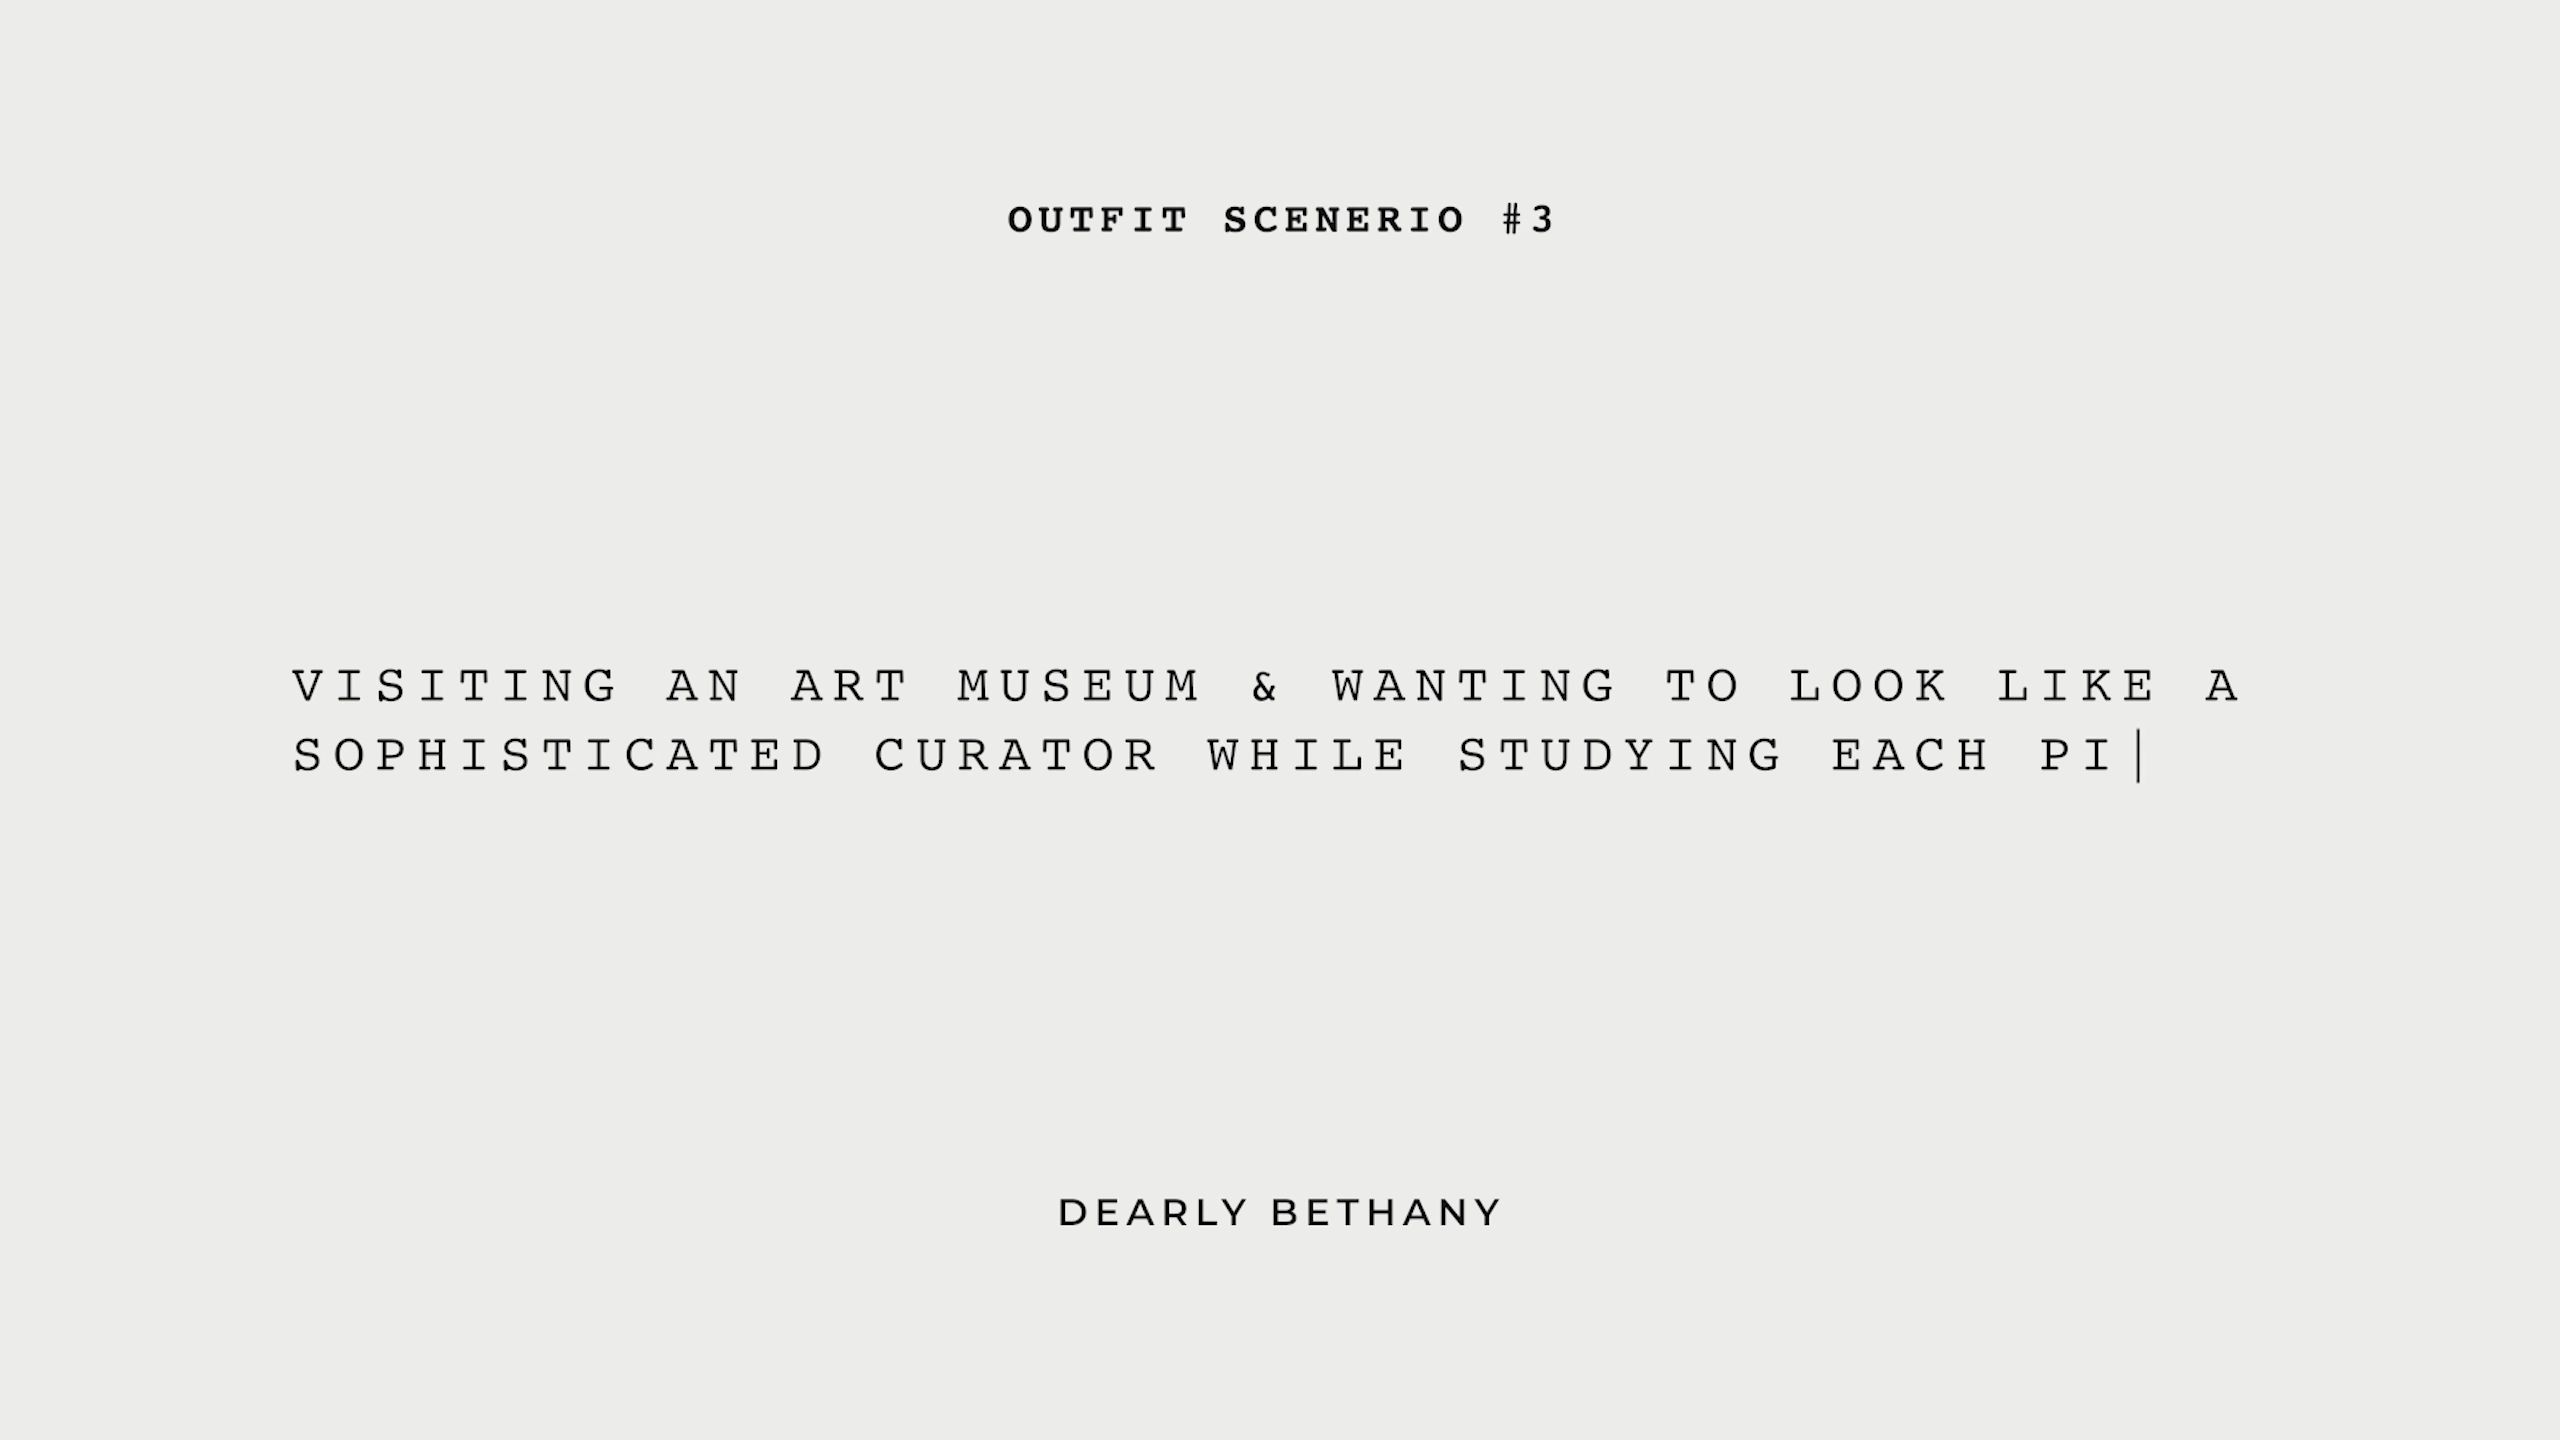 OUTFIT SCENERIO #3
VISITING AN ART MUSEUM & WANTING TO LOOK LIKE A
SOPHISTICATED CURATOR WHILE STUDYING EACH PI
DEARLY BETHANY